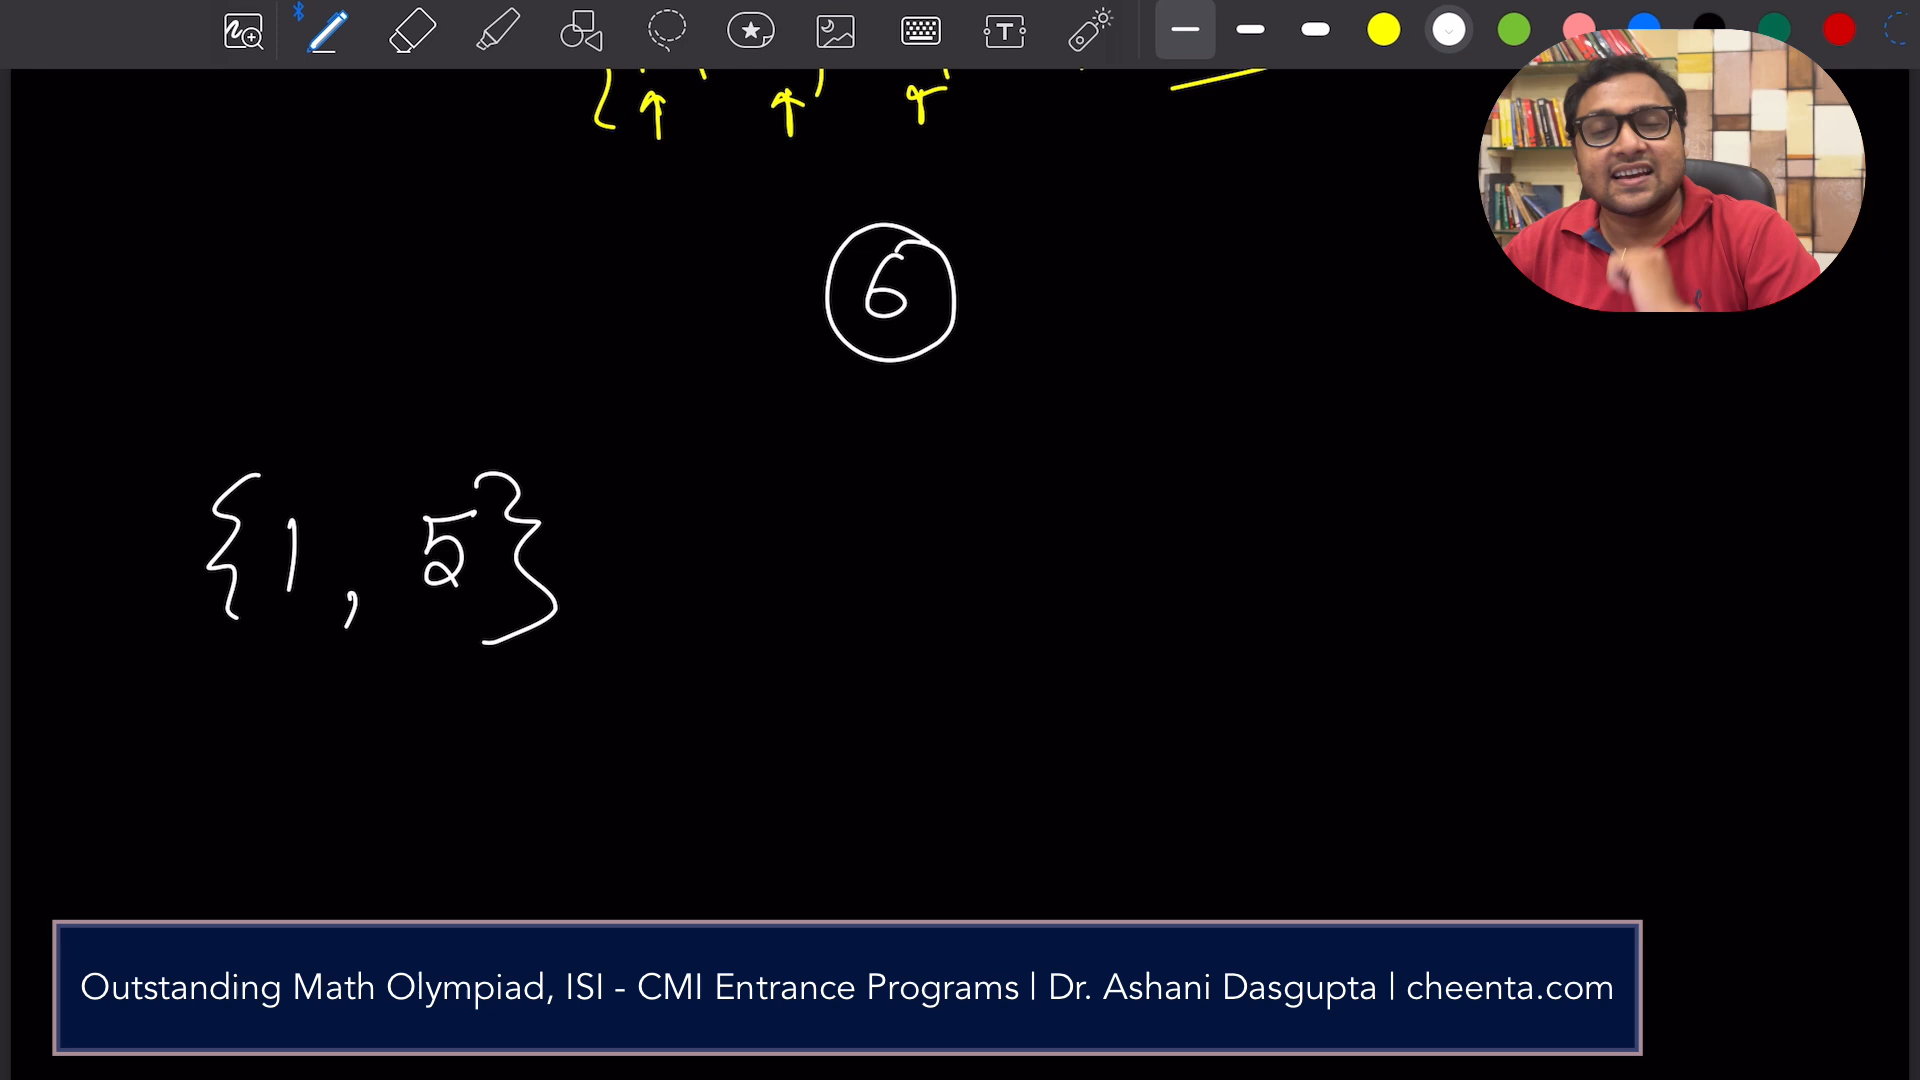 6
{1, 5}
Outstanding Math Olympiad, ISI - CMI Entrance Programs | Dr. Ashani Dasgupta | cheenta.com